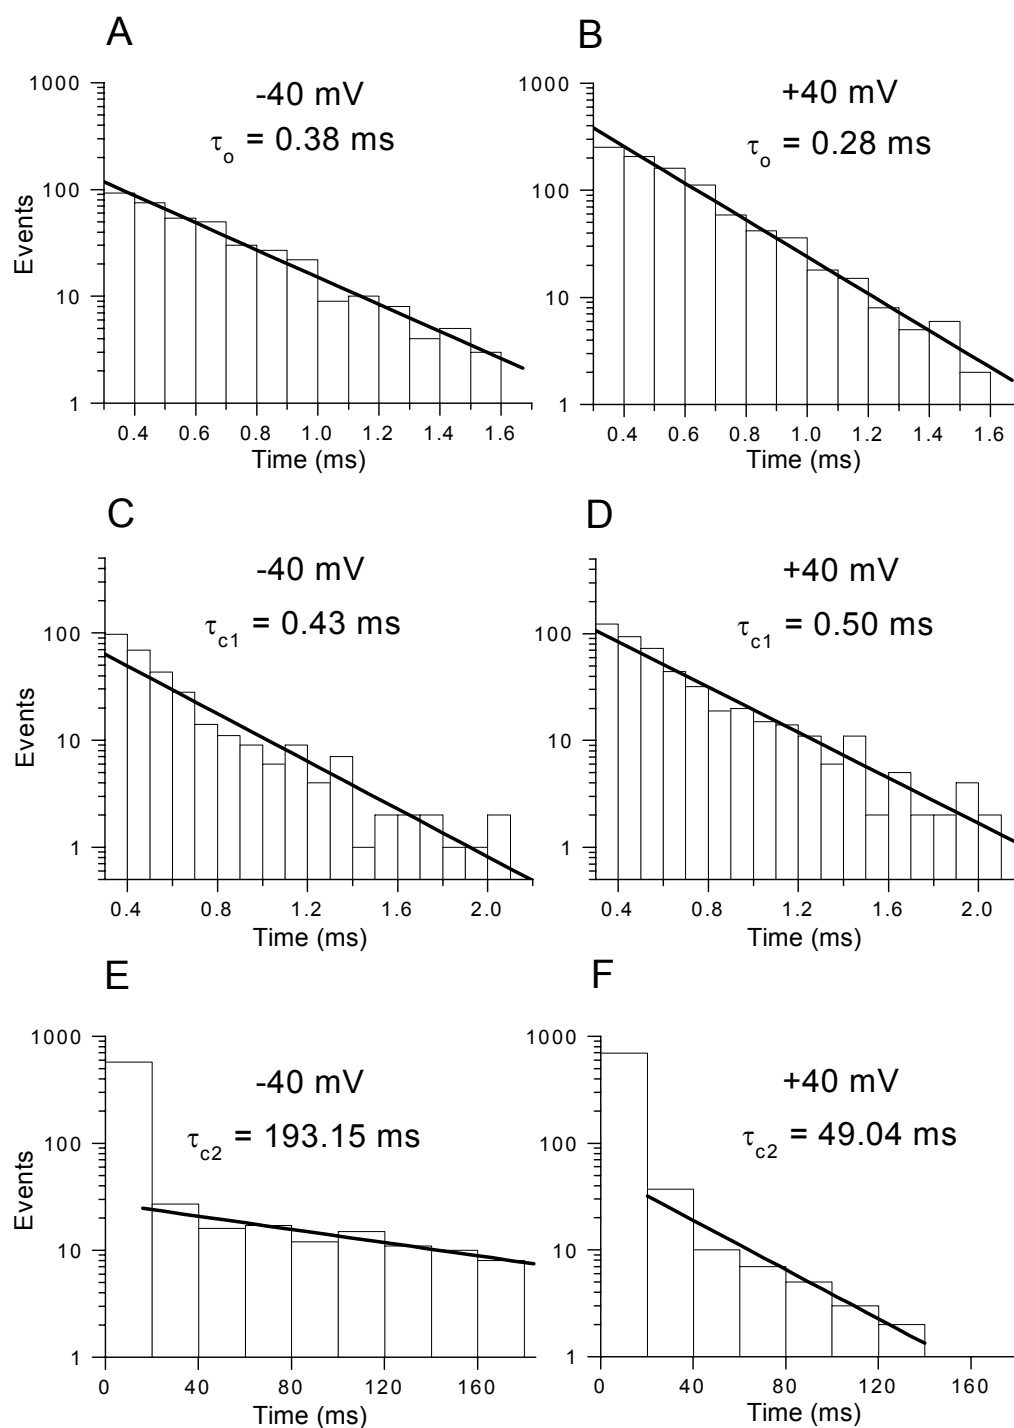 A
-40 mV
τo = 0.38 ms
1000
100
10
1
Events
0.4 0.6 0.8 1.0 1.2 1.4 1.6
Time (ms)
B
+40 mV
τo = 0.28 ms
1000
100
10
1
0.4 0.6 0.8 1.0 1.2 1.4 1.6
Time (ms)
C
-40 mV
τc1 = 0.43 ms
100
10
1
Events
0.4 0.8 1.2 1.6 2.0
Time (ms)
D
+40 mV
τc1 = 0.50 ms
100
10
1
0.4 0.8 1.2 1.6 2.0
Time (ms)
E
-40 mV
τc2 = 193.15 ms
1000
100
10
1
Events
0 40 80 120 160
Time (ms)
F
+40 mV
τc2 = 49.04 ms
1000
100
10
1
0 40 80 120 160
Time (ms)